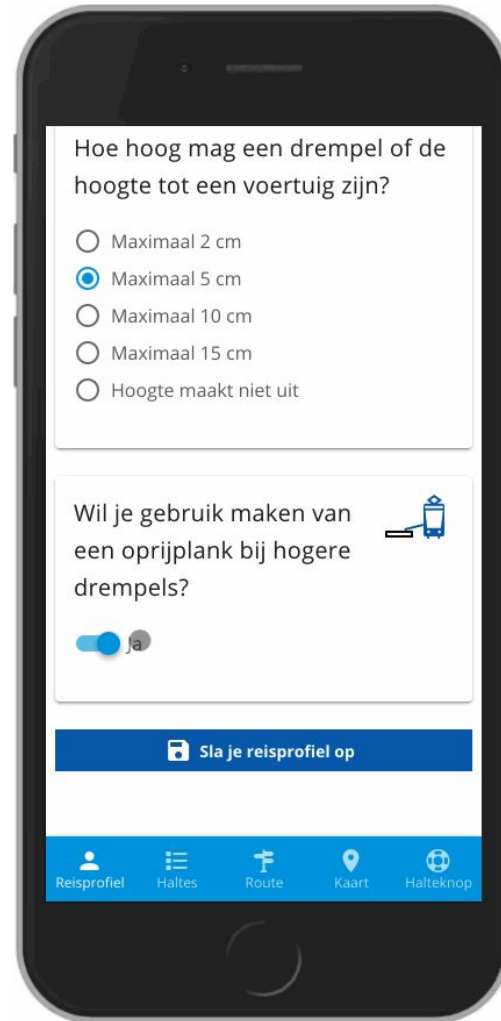 Hoe hoog mag een drempel of de
hoogte tot een voertuig zijn?
Maximaal 2 cm
Maximaal 5 cm
Maximaal 10 cm
Maximaal 15 cm
Hoogte maakt niet uit
Wil je gebruik maken van
een oprijplank bij hogere
drempels?
Ja
Sla je reisprofiel op
Reisprofiel Haltes Route Kaart Halteknop